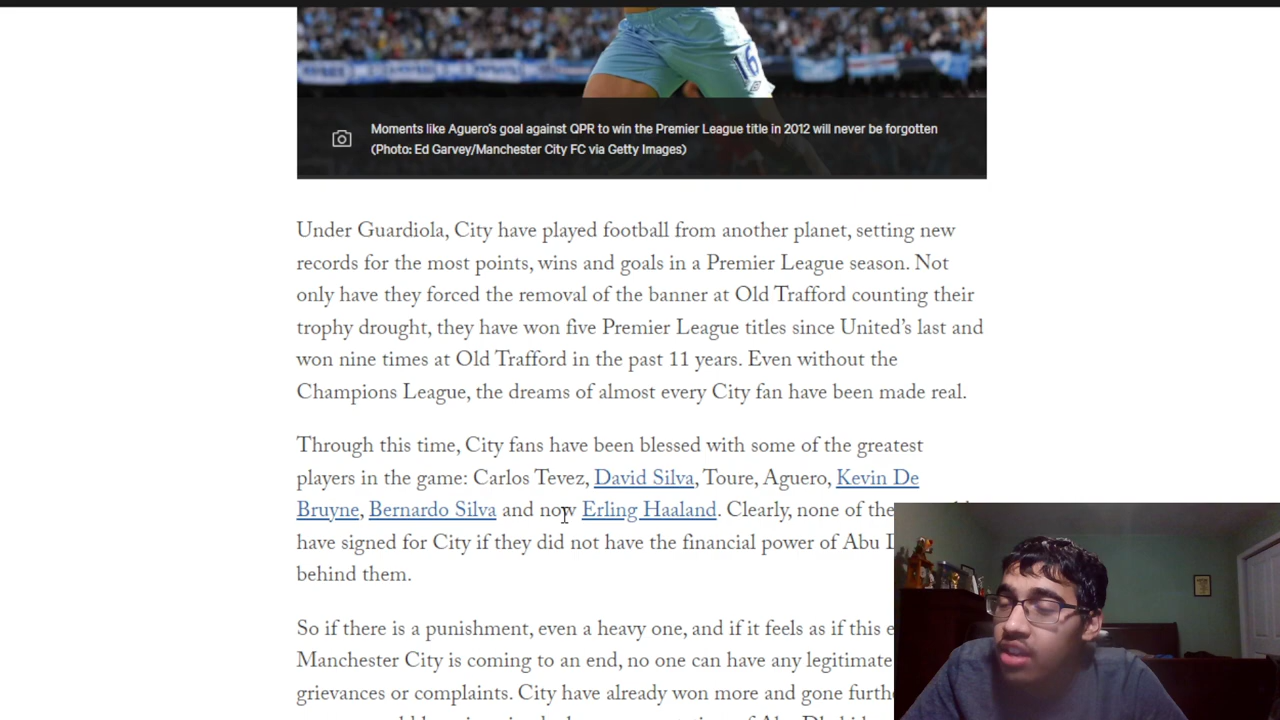 16
Moments like Aguero's goal against QPR to win the Premier League title in 2012 will never be forgotten
(Photo: Ed Garvey/Manchester City FC via Getty Images)
Under Guardiola, City have played football from another planet, setting new
records for the most points, wins and goals in a Premier League season. Not
only have they forced the removal of the banner at Old Trafford counting their
trophy drought, they have won five Premier League titles since United's last and
won nine times at Old Trafford in the past 11 years. Even without the
Champions League, the dreams of almost every City fan have been made real.
Through this time, City fans have been blessed with some of the greatest
players in the game: Carlos Tevez, David Silva, Toure, Aguero, Kevin De
Bruyne, Bernardo Silva and now Erling Haaland. Clearly, none of the
have signed for City if they did not have the financial power of Abu
behind them.
So if there is a punishment, even a heavy one, and if it feels as if this
Manchester City is coming to an end, no one can have any legitimate
grievances or complaints. City have already won more and gone